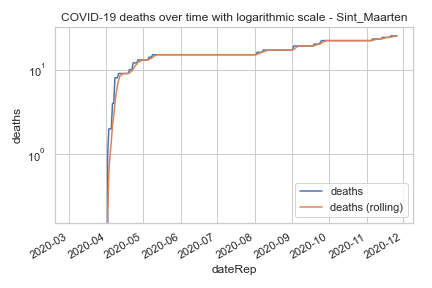 COVID-19 deaths over time with logarithmic scale - Sint_Maarten
10¹
10⁰
deaths
deaths
deaths (rolling)
2020-03
2020-04
2020-05
2020-06
2020-07
2020-08
2020-09
2020-10
2020-11
2020-12
dateRep